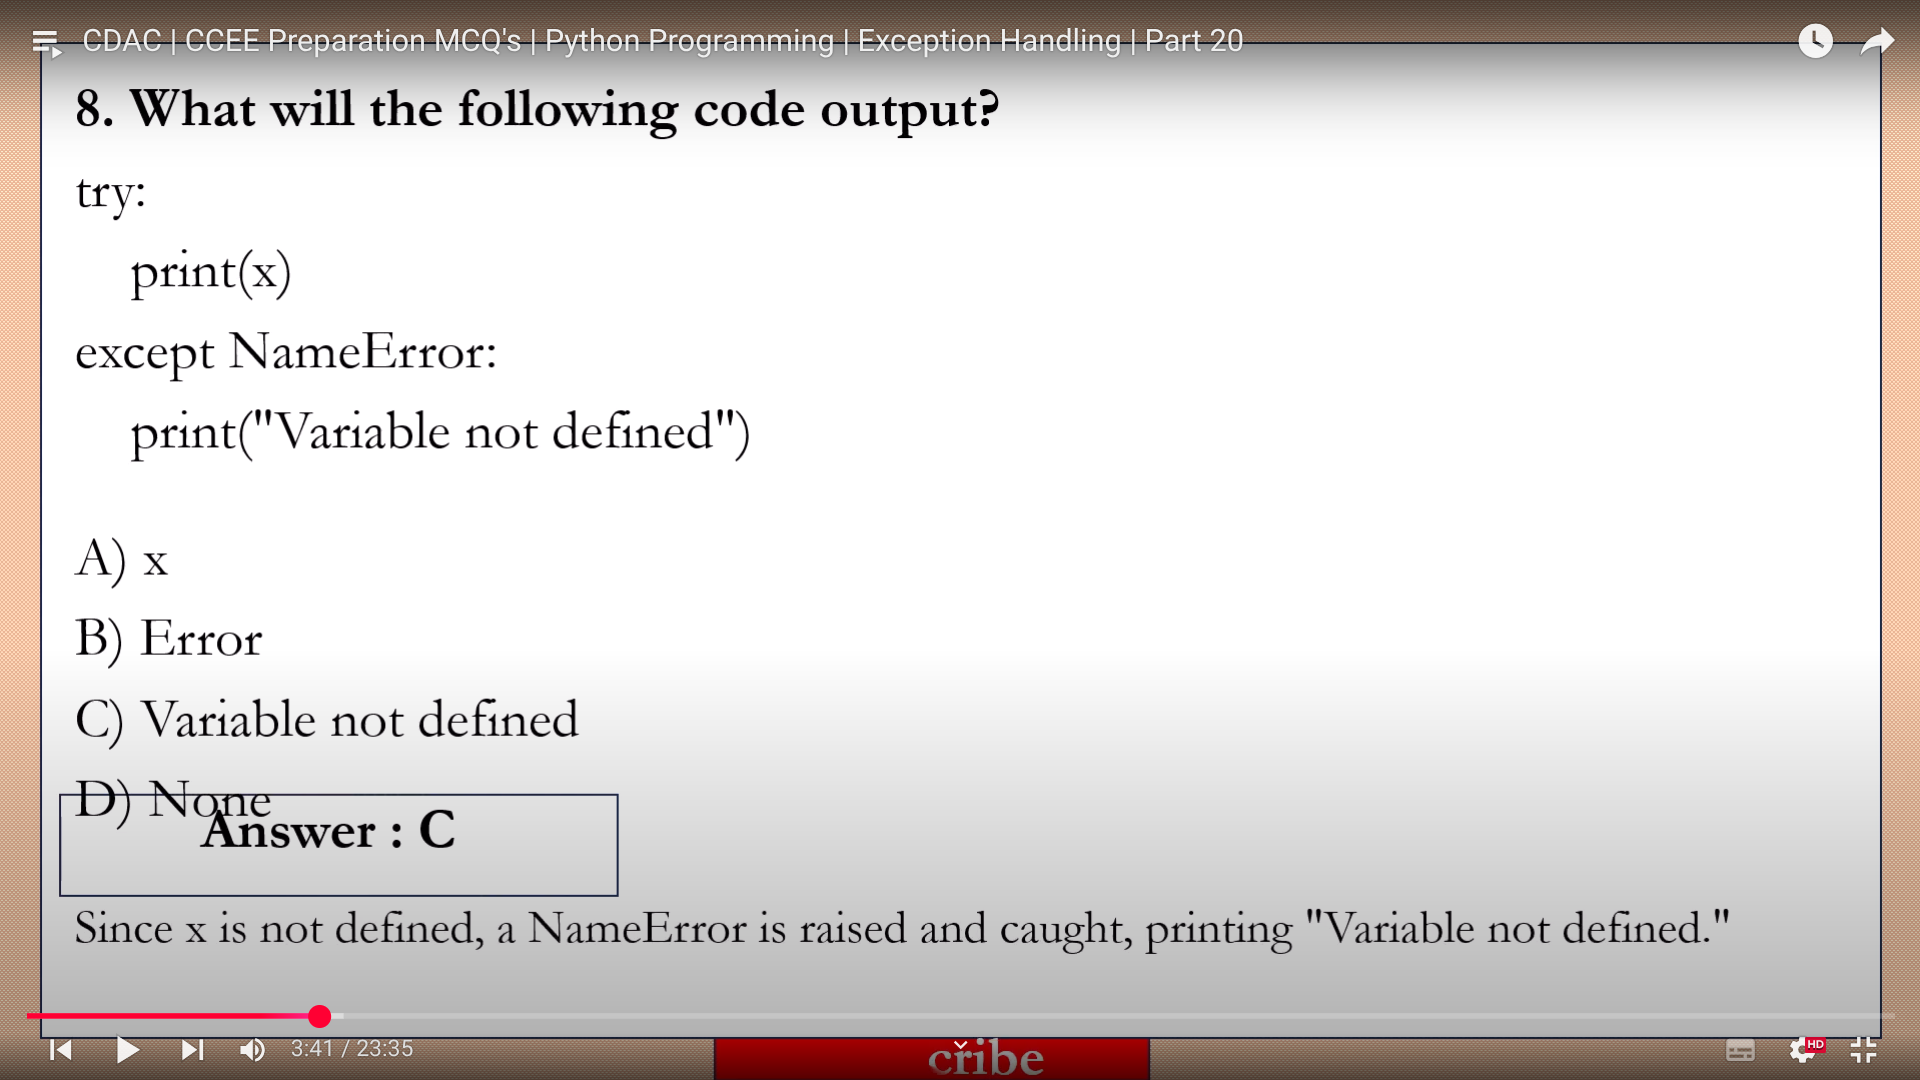 CDAC | CCEE Preparation MCQ's | Python Programming | Exception Handling | Part 20
8. What will the following code output?
try:
print(x)
except NameError:
print("Variable not defined")
A) x
B) Error
C) Variable not defined
D) None
Answer : C
Since x is not defined, a NameError is raised and caught, printing "Variable not defined."
3:41 / 23:35
cribe
HD